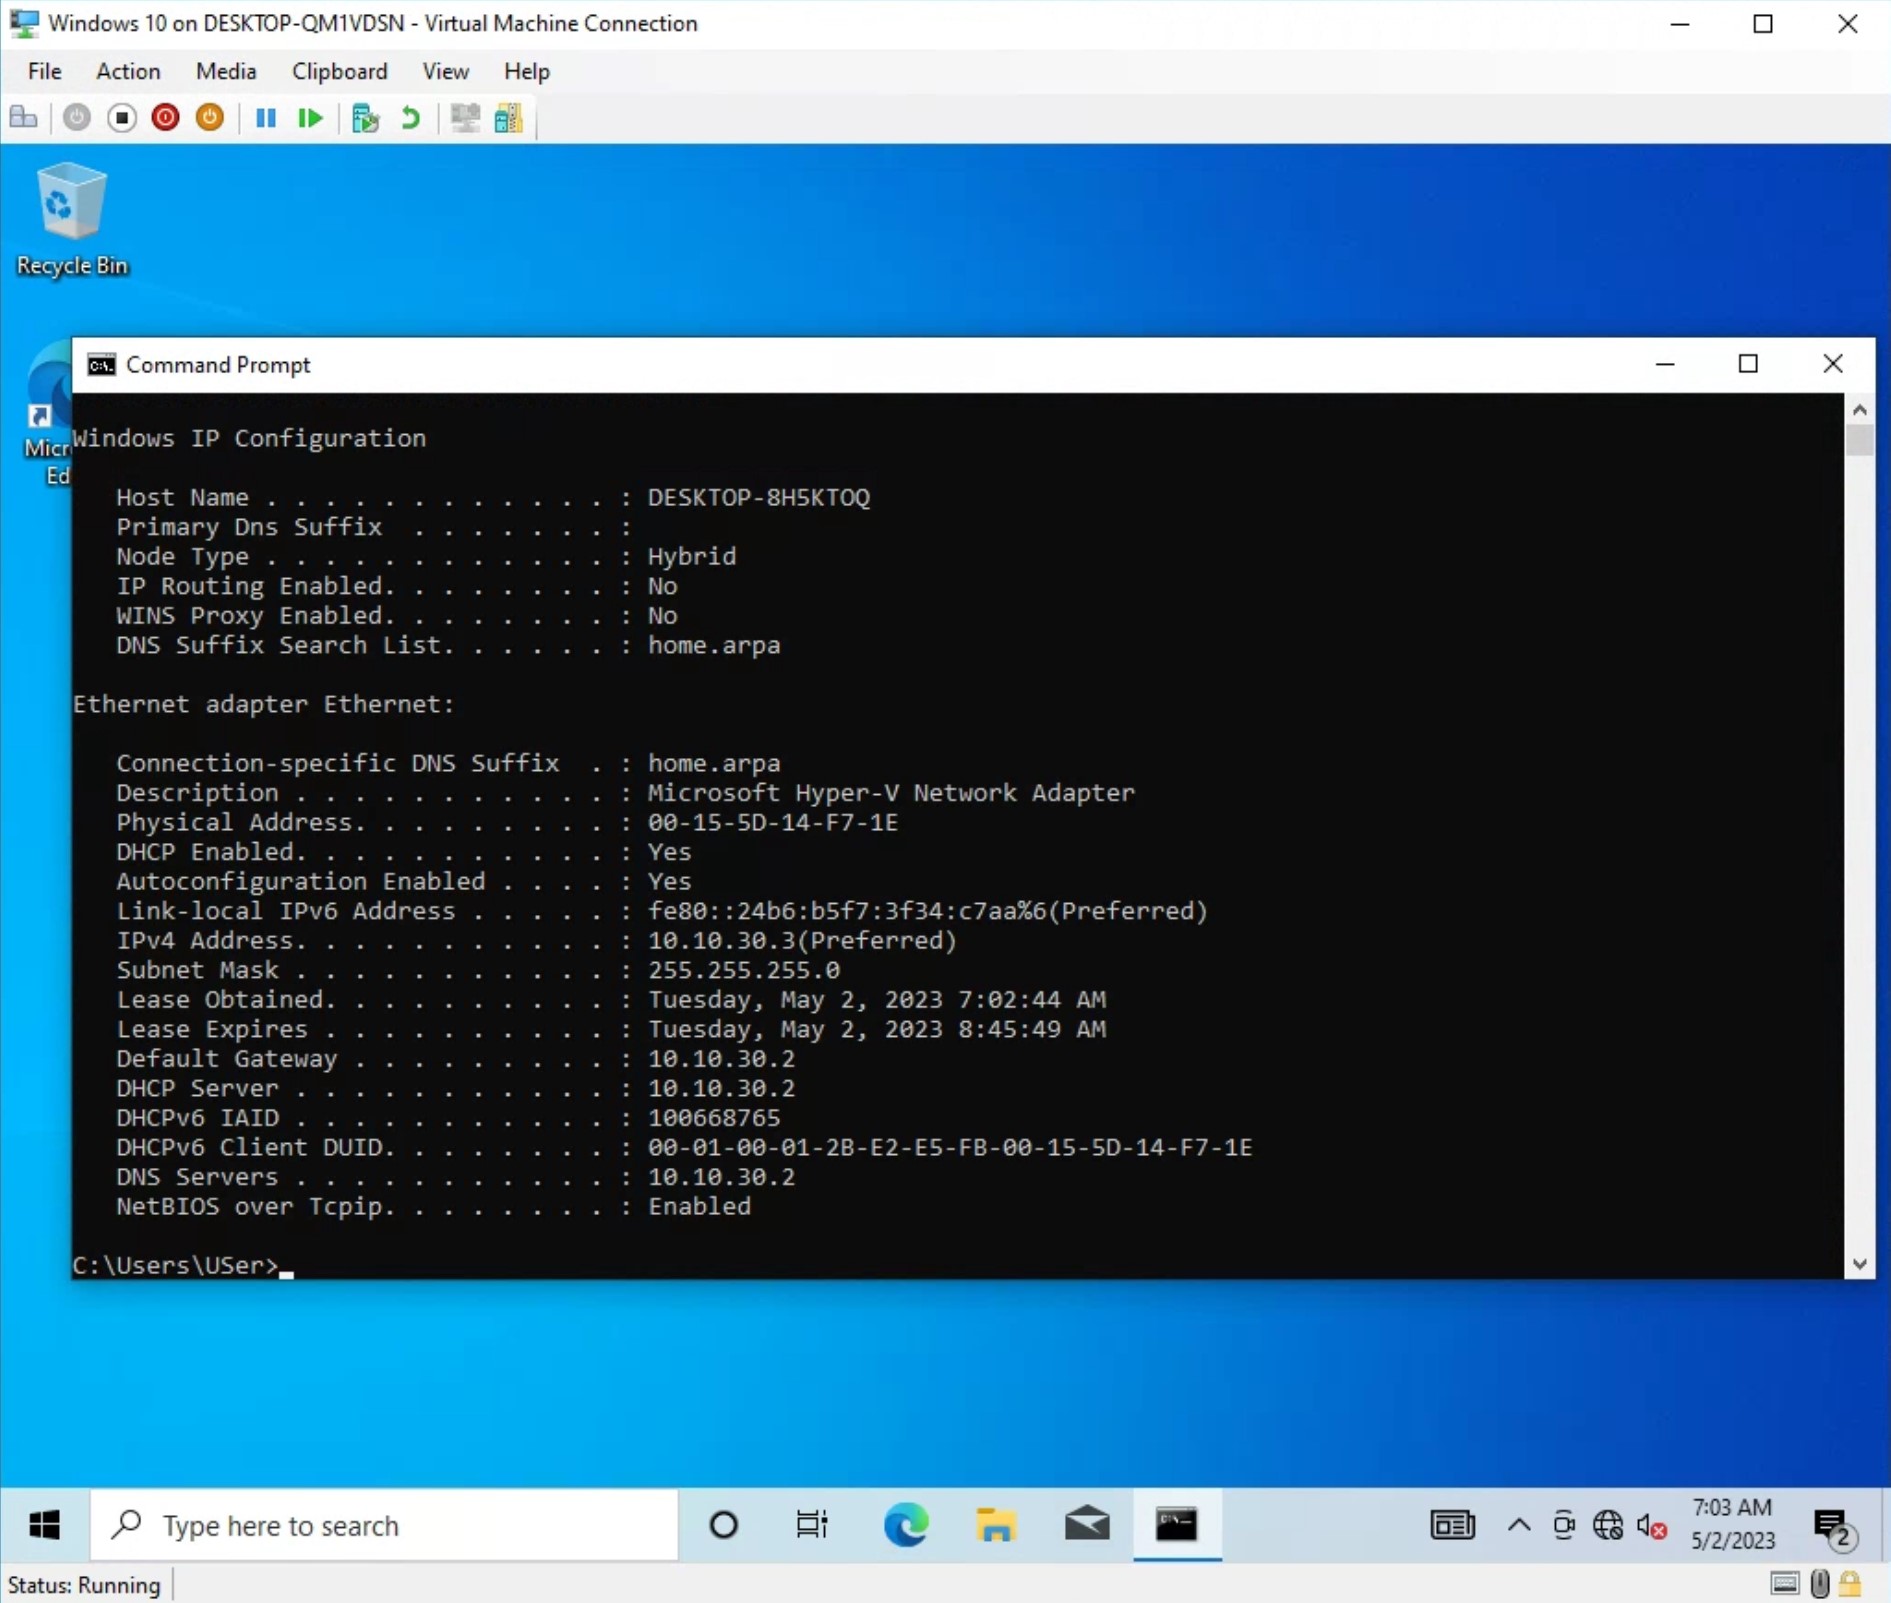 Windows 10 on DESKTOP-QM1VDSN - Virtual Machine Connection
File Action Media Clipboard View Help
Recycle Bin
Micr
Ed
Command Prompt
Windows IP Configuration
Host Name . . . . . . . . . . . . : DESKTOP-8H5KTOQ
Primary Dns Suffix . . . . . . . :
Node Type . . . . . . . . . . . . : Hybrid
IP Routing Enabled. . . . . . . . : No
WINS Proxy Enabled. . . . . . . . : No
DNS Suffix Search List. . . . . . : home.arpa
Ethernet adapter Ethernet:
Connection-specific DNS Suffix . : home.arpa
Description . . . . . . . . . . . : Microsoft Hyper-V Network Adapter
Physical Address. . . . . . . . . : 00-15-5D-14-F7-1E
DHCP Enabled. . . . . . . . . . . : Yes
Autoconfiguration Enabled . . . . : Yes
Link-local IPv6 Address . . . . . : fe80::24b6:b5f7:3f34:c7aa%6(Preferred)
IPv4 Address. . . . . . . . . . . : 10.10.30.3(Preferred)
Subnet Mask . . . . . . . . . . . : 255.255.255.0
Lease Obtained. . . . . . . . . . : Tuesday, May 2, 2023 7:02:44 AM
Lease Expires . . . . . . . . . . : Tuesday, May 2, 2023 8:45:49 AM
Default Gateway . . . . . . . . . : 10.10.30.2
DHCP Server . . . . . . . . . . . : 10.10.30.2
DHCPv6 IAID . . . . . . . . . . . : 100668765
DHCPv6 Client DUID. . . . . . . . : 00-01-00-01-2B-E2-E5-FB-00-15-5D-14-F7-1E
DNS Servers . . . . . . . . . . . : 10.10.30.2
NetBIOS over Tcpip. . . . . . . . : Enabled
C:\Users\USer>
Type here to search
7:03 AM
5/2/2023
2
Status: Running